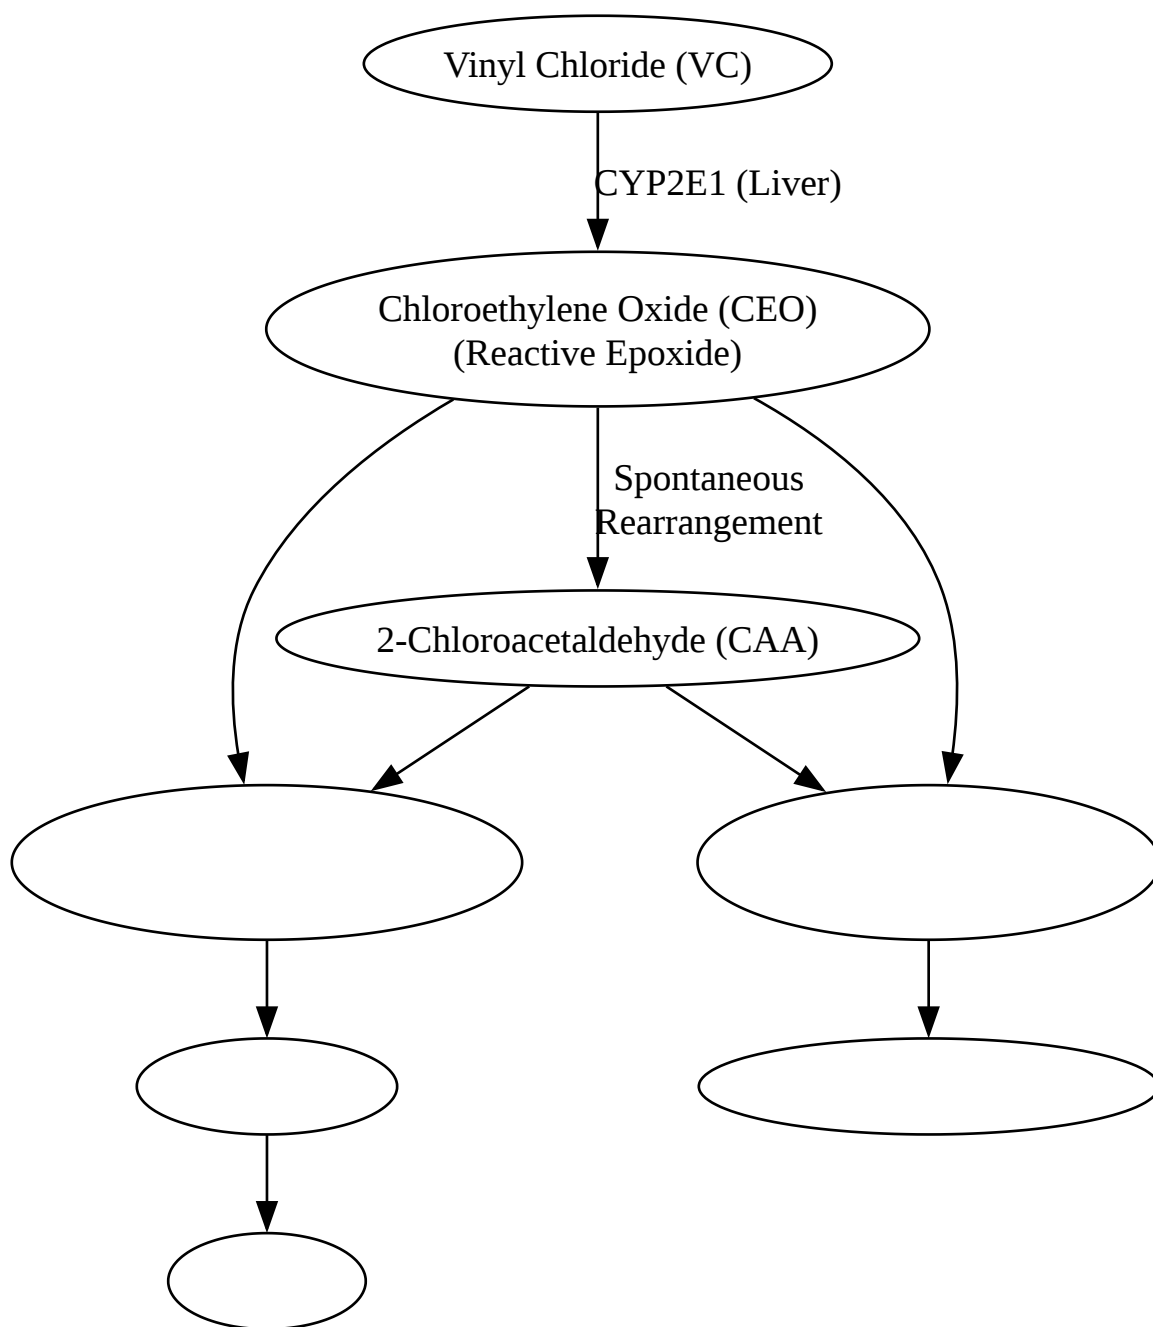 Vinyl Chloride (VC)
CYP2E1 (Liver)
Chloroethylene Oxide (CEO)
(Reactive Epoxide)
Spontaneous
Rearrangement
2-Chloroacetaldehyde (CAA)